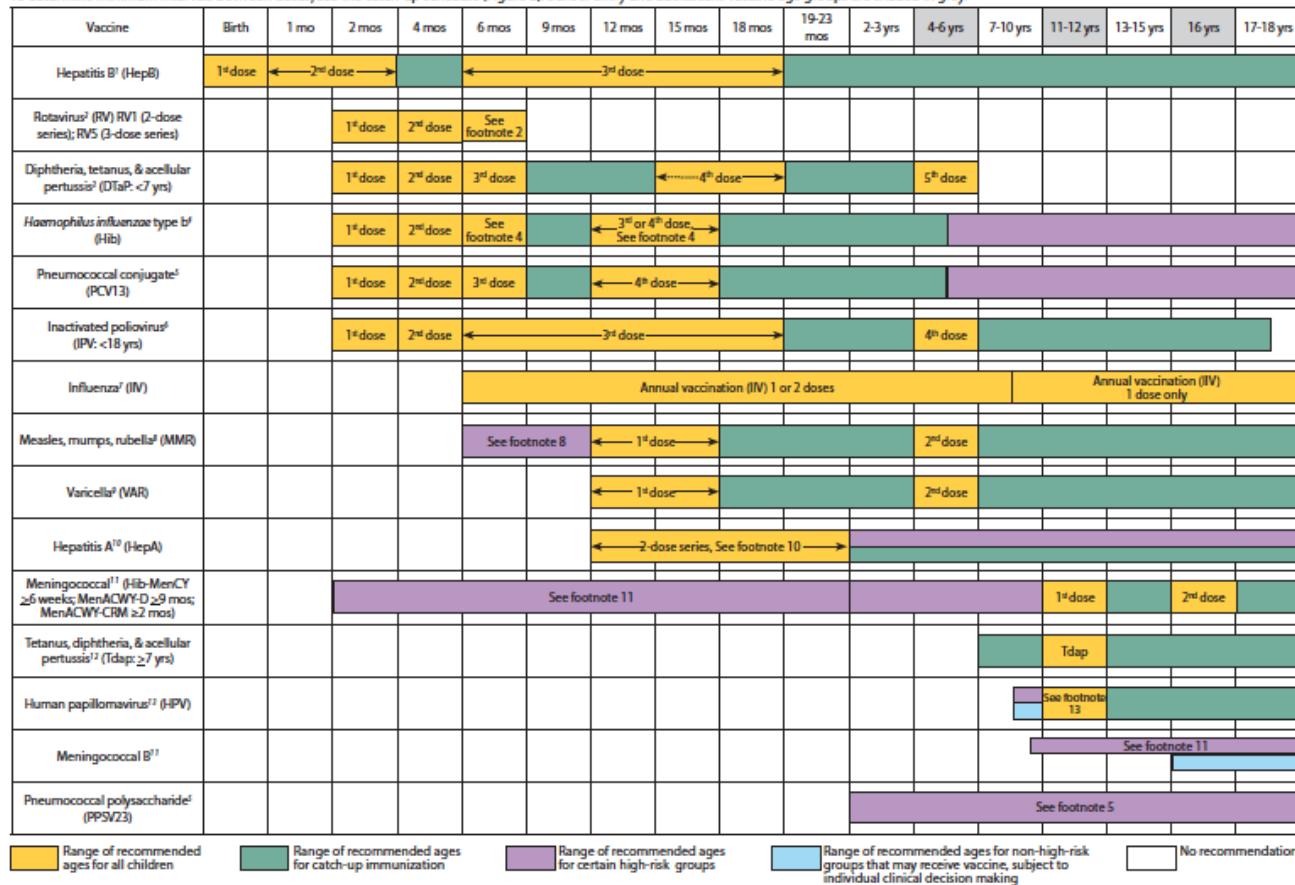 Vaccine Birth 1 mo 2 mos 4 mos 6 mos 9 mos 12 mos 15 mos 18 mos 19-23 mos 2-3 yrs 4-6 yrs 7-10 yrs 11-12 yrs 13-15 yrs 16 yrs 17-18 yrs
Hepatitis B¹ (HepB) 1st dose 2nd dose 3rd dose
Rotavirus² (RV) RV1 (2-dose
series); RV5 (3-dose series)
1st dose 2nd dose See
footnote 2
Diphtheria, tetanus, & acellular
pertussis³ (DTaP: <7 yrs)
1st dose 2nd dose 3rd dose 4th dose 5th dose
Haemophilus influenzae type b⁴
(Hib)
1st dose 2nd dose See
footnote 4
3rd or 4th dose,
See footnote 4
Pneumococcal conjugate⁵
(PCV13)
1st dose 2nd dose 3rd dose 4th dose
Inactivated poliovirus⁶
(IPV: <18 yrs)
1st dose 2nd dose 3rd dose 4th dose
Influenza⁷ (IIV) Annual vaccination (IIV) 1 or 2 doses
Annual vaccination (IIV)
1 dose only
Measles, mumps, rubella⁸ (MMR) See footnote 8 1st dose 2nd dose
Varicella⁹ (VAR) 1st dose 2nd dose
Hepatitis A¹⁰ (HepA) 2-dose series, See footnote 10
Meningococcal¹¹ (Hib-MenCY
≥6 weeks; MenACWY-D ≥9 mos;
MenACWY-CRM ≥2 mos)
See footnote 11 1st dose 2nd dose
Tetanus, diphtheria, & acellular
pertussis¹² (Tdap: ≥7 yrs)
Tdap
Human papillomavirus¹³ (HPV) See footnote
13
Meningococcal B¹¹ See footnote 11
Pneumococcal polysaccharide⁵
(PPSV23)
See footnote 5
Range of recommended
ages for all children
Range of recommended ages
for catch-up immunization
Range of recommended ages
for certain high-risk groups
Range of recommended ages for non-high-risk
groups that may receive vaccine, subject to
individual clinical decision making
No recommendation